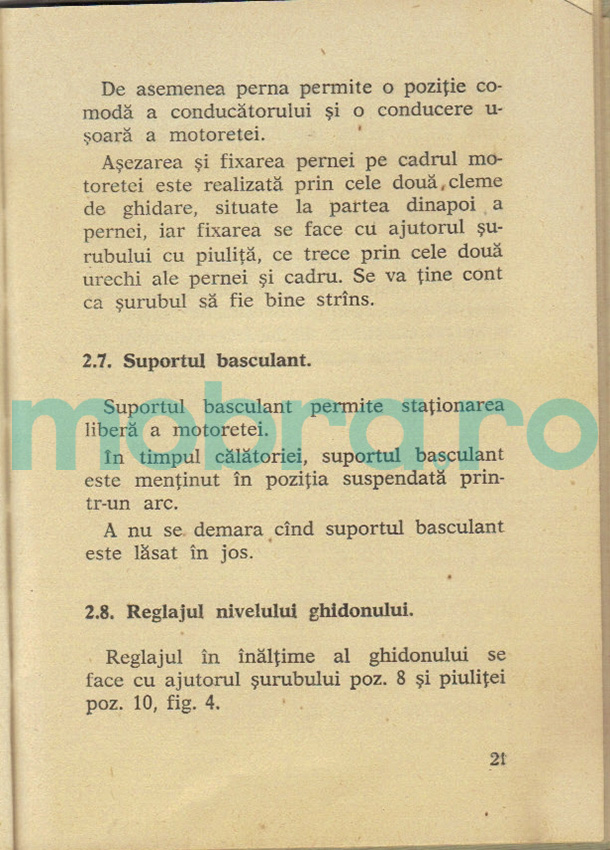 De asemenea perna permite o poziție co-
modă a conducătorului și o conducere u-
șoară a motoretei.
Așezarea și fixarea pernei pe cadrul mo-
toretei este realizată prin cele două cleme
de ghidare, situate la partea dinapoi a
pernei, iar fixarea se face cu ajutorul șu-
rubului cu piuliță, ce trece prin cele două
urechi ale pernei și cadru. Se va ține cont
ca șurubul să fie bine strîns.
2.7. Suportul basculant.
Suportul basculant permite staționarea
liberă a motoretei.
mobra.ro
În timpul călătoriei, suportul basculant
este menținut în poziția suspendată prin-
tr-un arc.
A nu se demara cînd suportul basculant
este lăsat în jos.
2.8. Reglajul nivelului ghidonului.
Reglajul în înălțime al ghidonului se
face cu ajutorul șurubului poz. 8 și piuliței
poz. 10, fig. 4.
21